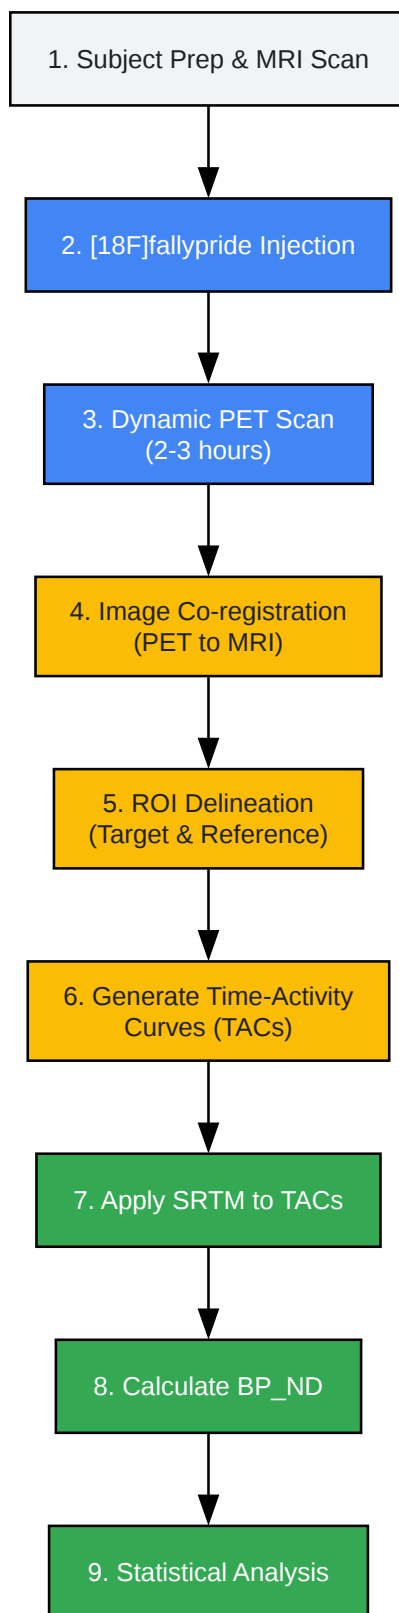 1. Subject Prep & MRI Scan
2. [18F]fallypride Injection
3. Dynamic PET Scan
(2-3 hours)
4. Image Co-registration
(PET to MRI)
5. ROI Delineation
(Target & Reference)
6. Generate Time-Activity
Curves (TACs)
7. Apply SRTM to TACs
8. Calculate BP_ND
9. Statistical Analysis